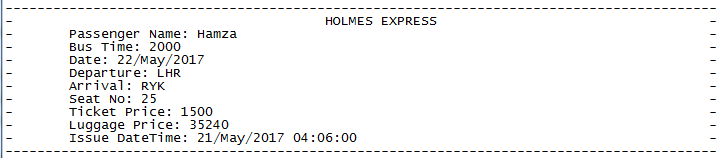 HOLMES EXPRESS
Passenger Name: Hamza
Bus Time: 2000
Date: 22/May/2017
Departure: LHR
Arrival: RYK
Seat No: 25
Ticket Price: 1500
Luggage Price: 35240
Issue DateTime: 21/May/2017 04:06:00